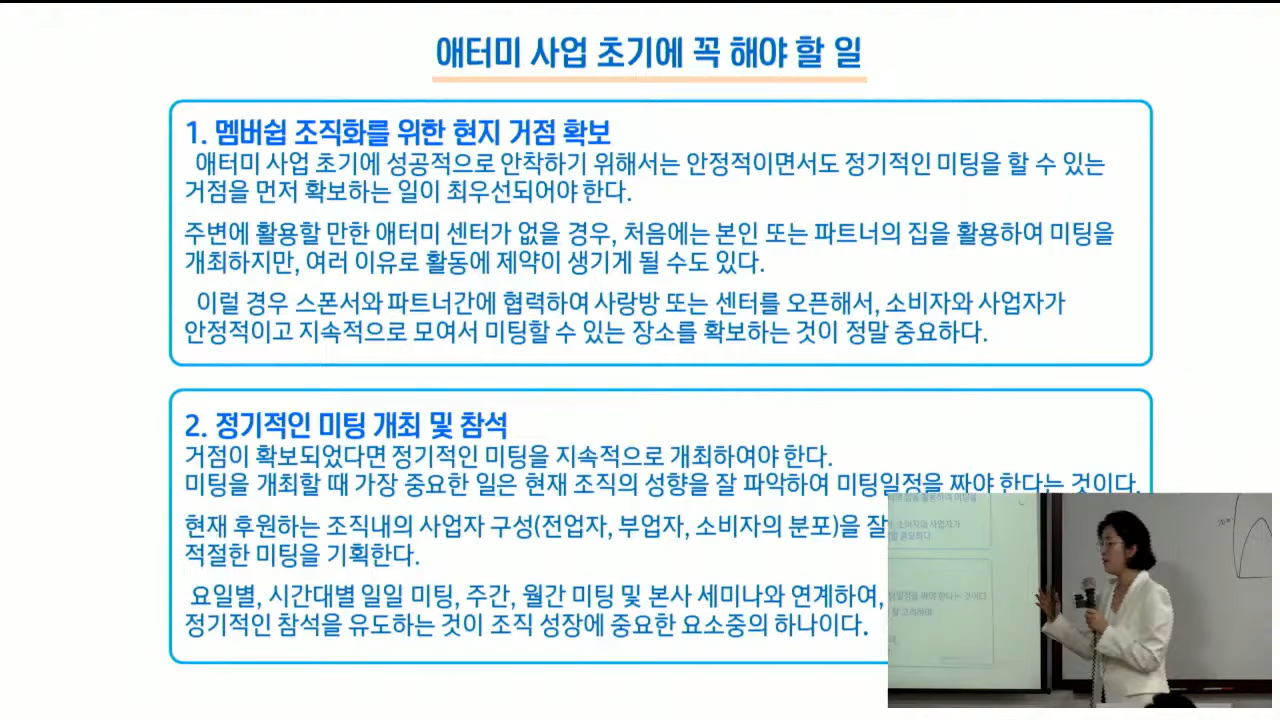 애터미 사업 초기에 꼭 해야 할 일
1. 멤버쉽 조직화를 위한 현지 거점 확보
애터미 사업 초기에 성공적으로 안착하기 위해서는 안정적이면서도 정기적인 미팅을 할 수 있는
거점을 먼저 확보하는 일이 최우선되어야 한다.
주변에 활용할 만한 애터미 센터가 없을 경우, 처음에는 본인 또는 파트너의 집을 활용하여 미팅을
개최하지만, 여러 이유로 활동에 제약이 생기게 될 수도 있다.
이럴 경우 스폰서와 파트너간에 협력하여 사랑방 또는 센터를 오픈해서, 소비자와 사업자가
안정적이고 지속적으로 모여서 미팅할 수 있는 장소를 확보하는 것이 정말 중요하다.
2. 정기적인 미팅 개최 및 참석
거점이 확보되었다면 정기적인 미팅을 지속적으로 개최하여야 한다.
미팅을 개최할 때 가장 중요한 일은 현재 조직의 성향을 잘 파악하여 미팅일정을 짜야 한다는 것이다.
현재 후원하는 조직내의 사업자 구성(전업자, 부업자, 소비자의 분포)을 잘
적절한 미팅을 기획한다.
요일별, 시간대별 일일 미팅, 주간, 월간 미팅 및 본사 세미나와 연계하여,
정기적인 참석을 유도하는 것이 조직 성장에 중요한 요소중의 하나이다.